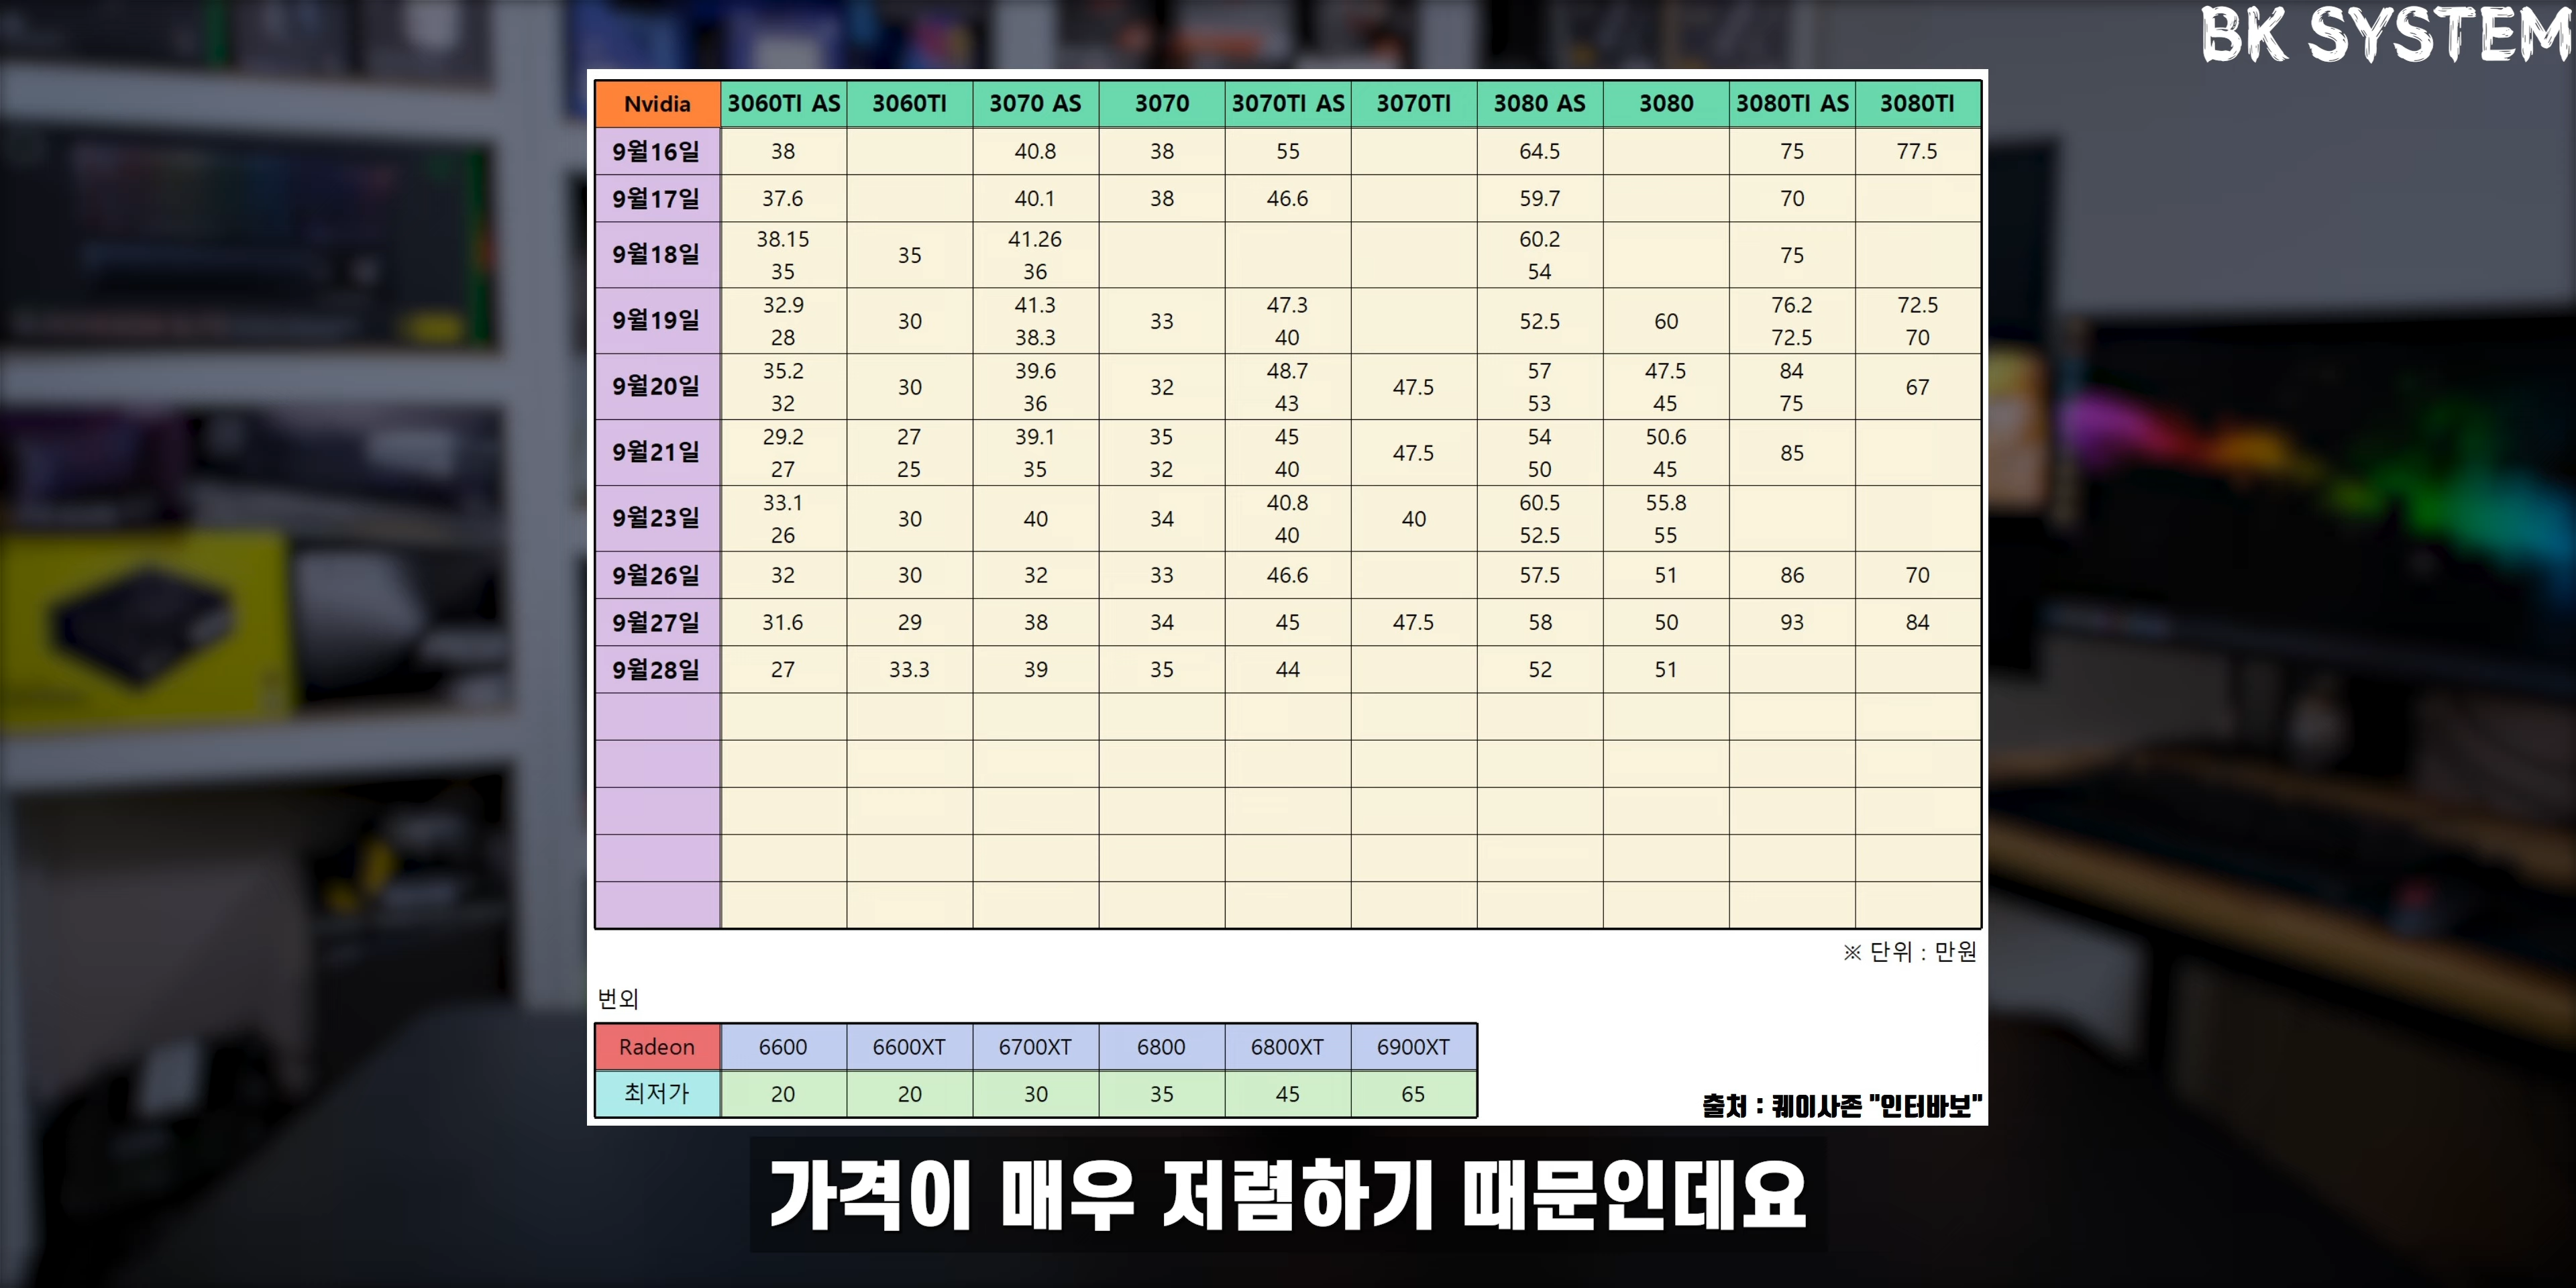 BK SYSTEM
Nvidia 3060TI AS 3060TI 3070 AS 3070 3070TI AS 3070TI 3080 AS 3080 3080TI AS 3080TI
9월16일 38 40.8 38 55 64.5 75 77.5
9월17일 37.6 40.1 38 46.6 59.7 70
38.15 41.26 60.2
9월18일 35 75
35 36 54
32.9 41.3 47.3 76.2 72.5
9월19일 30 33 52.5 60
28 38.3 40 72.5 70
35.2 39.6 48.7 57 47.5 84
9월20일 30 32 47.5 67
32 36 43 53 45 75
29.2 27 39.1 35 45 54 50.6
9월21일 47.5 85
27 25 35 32 40 50 45
33.1 40.8 60.5 55.8
9월23일 30 40 34 40
26 40 52.5 55
9월26일 32 30 32 33 46.6 57.5 51 86 70
9월27일 31.6 29 38 34 45 47.5 58 50 93 84
9월28일 27 33.3 39 35 44 52 51
※ 단위 : 만원
번외
Radeon 6600 6600XT 6700XT 6800 6800XT 6900XT
최저가 20 20 30 35 45 65
출처 : 퀘이사존 "인터바보"
가격이 매우 저렴하기 때문인데요